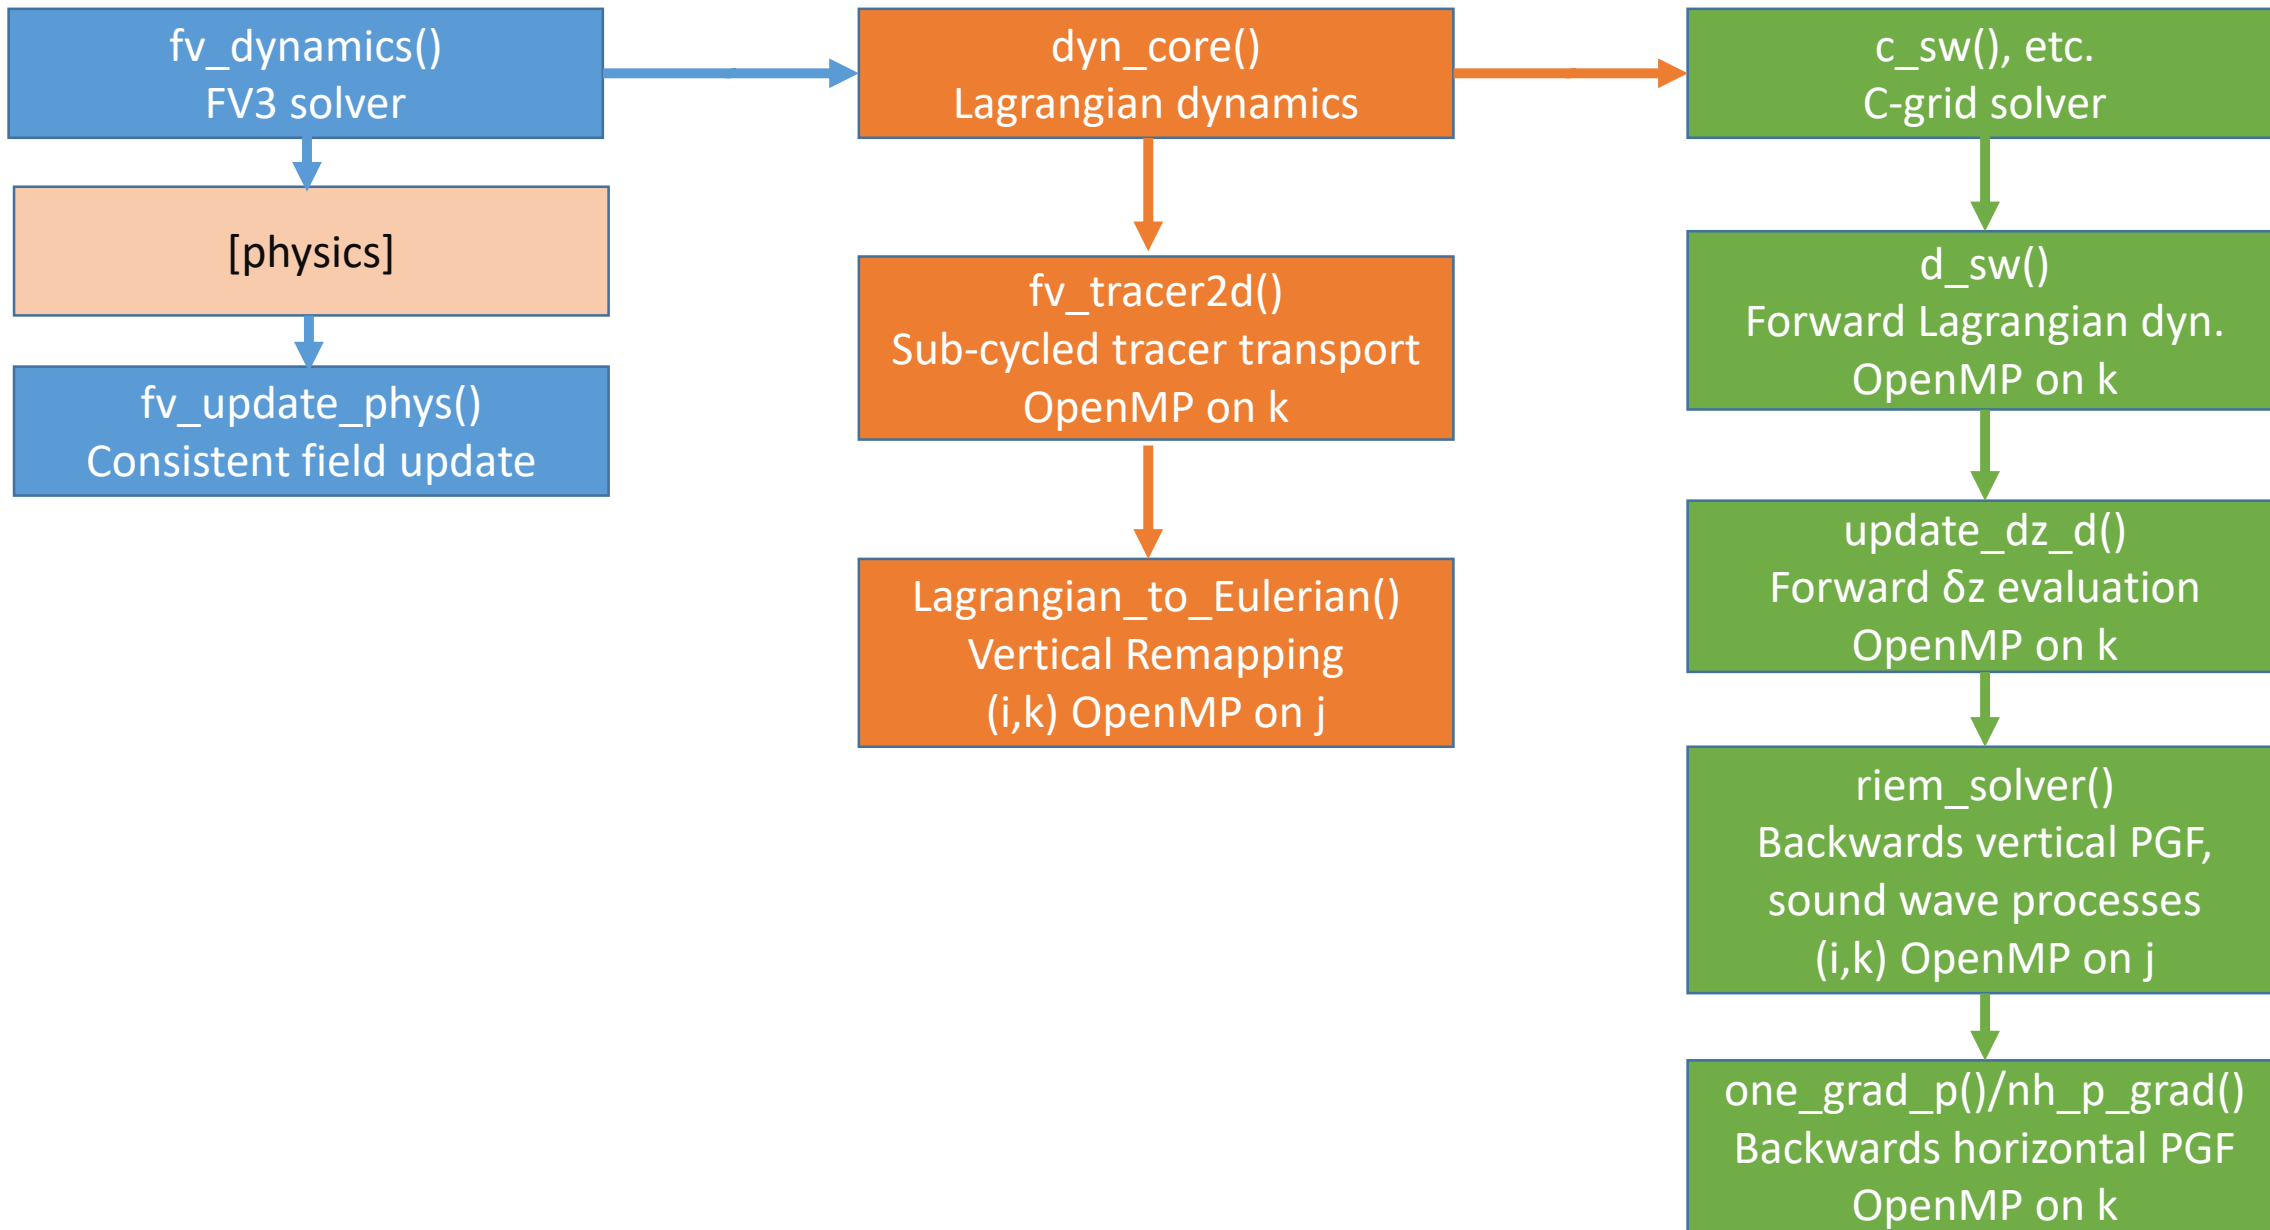 fv_dynamics()
FV3 solver
[physics]
fv_update_phys()
Consistent field update
dyn_core()
Lagrangian dynamics
fv_tracer2d()
Sub-cycled tracer transport
OpenMP on k
Lagrangian_to_Eulerian()
Vertical Remapping
(i,k) OpenMP on j
c_sw(), etc.
C-grid solver
d_sw()
Forward Lagrangian dyn.
OpenMP on k
update_dz_d()
Forward δz evaluation
OpenMP on k
riem_solver()
Backwards vertical PGF,
sound wave processes
(i,k) OpenMP on j
one_grad_p()/nh_p_grad()
Backwards horizontal PGF
OpenMP on k